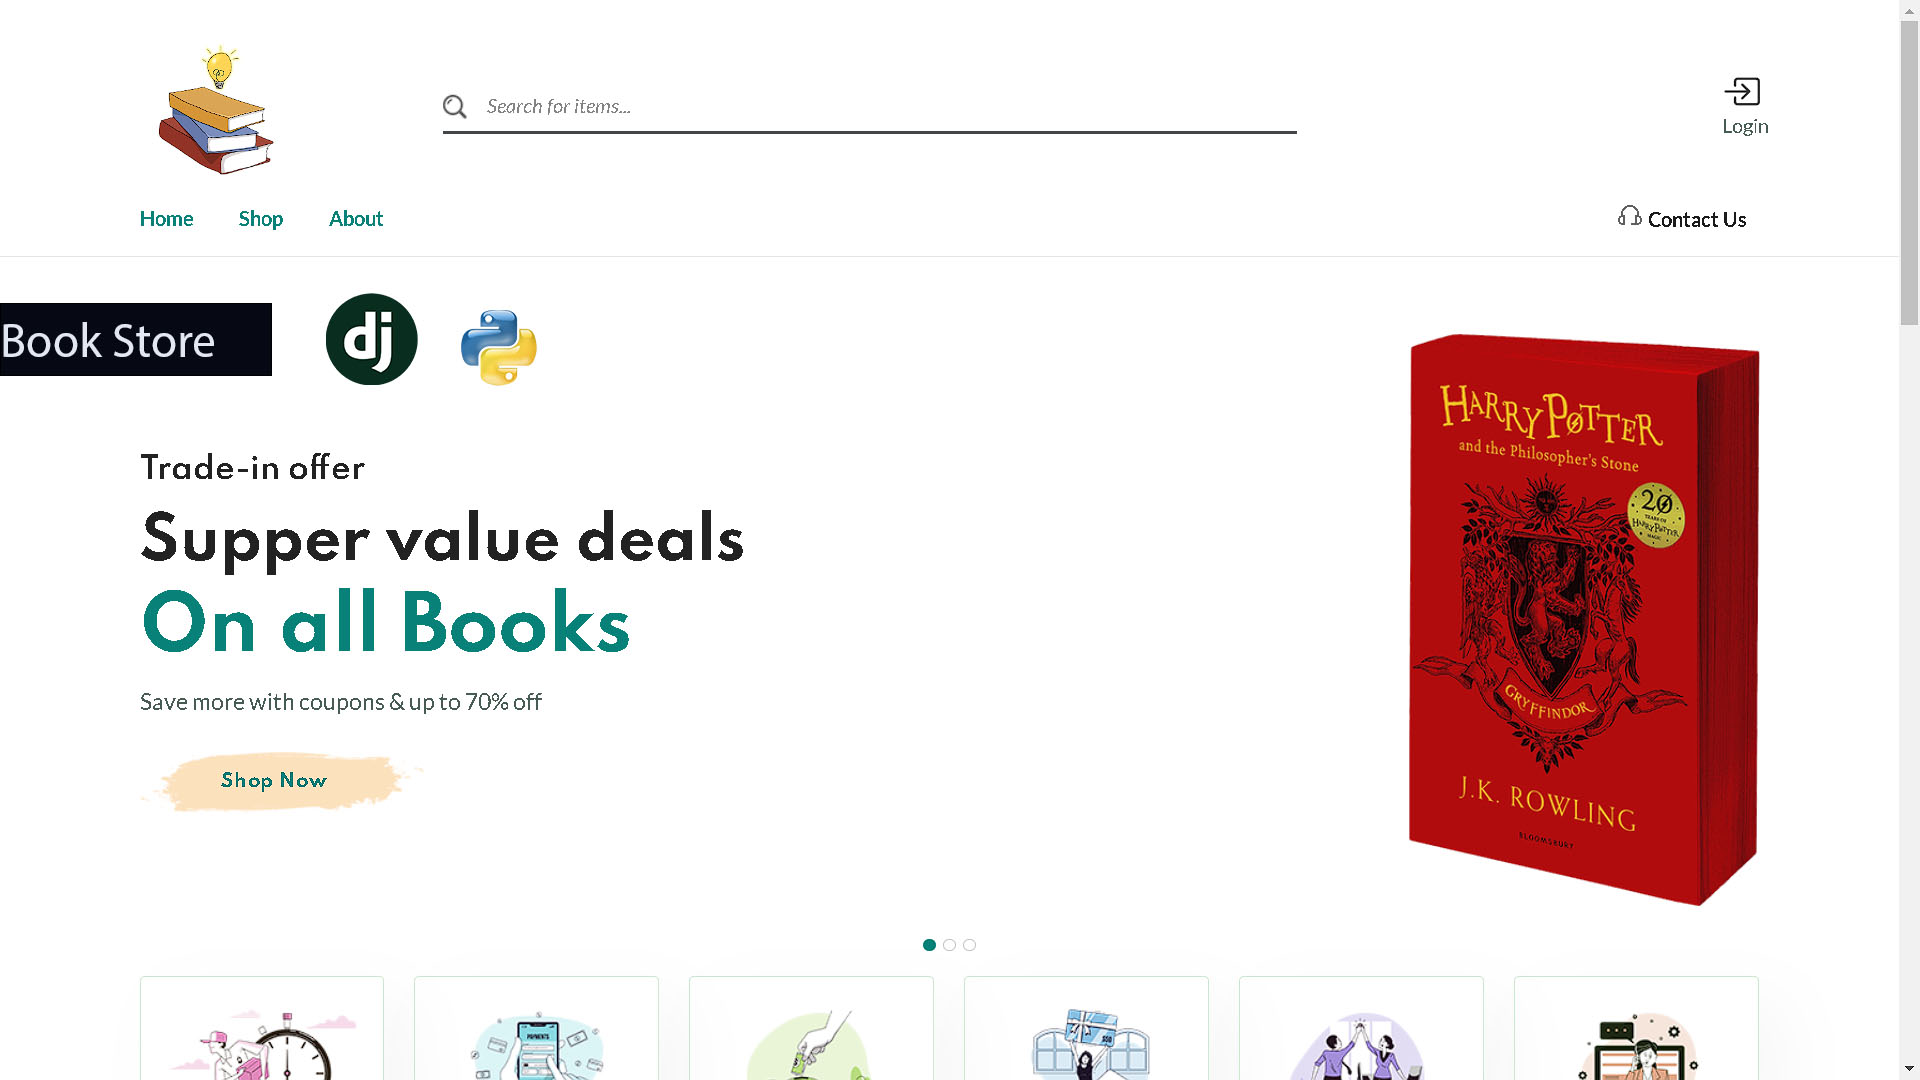 Search for items...
Login
Home
Shop
About
Contact Us
Book Store
dj
Trade-in offer
Supper value deals
On all Books
Save more with coupons & up to 70% off
Shop Now
HARRY POTTER
and the Philosopher's Stone
20
YEARS OF
HARRY POTTER
MAGIC
GRYFFINDOR
J.K. ROWLING
BLOOMSBURY
PAYMENTS